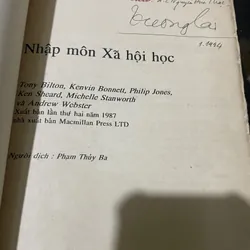 Nhập môn Xã hội học
Tony Bilton, Kenvin Bonnett, Philip Jones,
Ken Sheard, Michelle Stanworth
và Andrew Webster
Xuất bản lần thứ hai năm 1987
nhà xuất bản Macmillan Press LTD
Người dịch : Phạm Thủy Ba